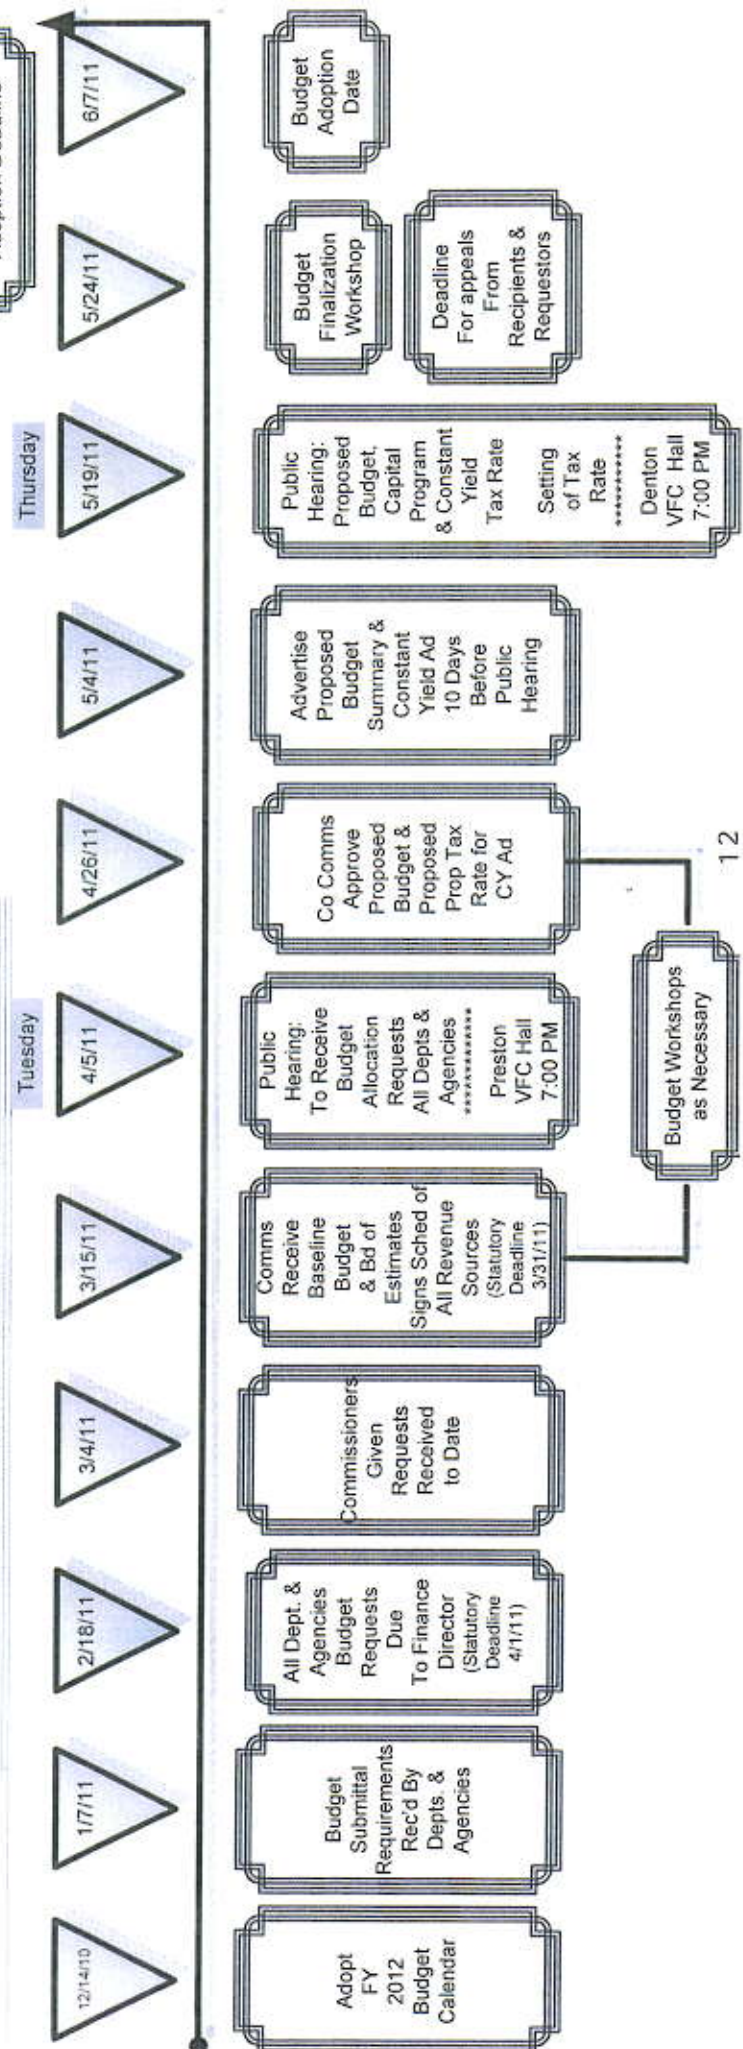 Tuesday
Thursday
12/14/10
1/7/11
2/18/11
3/4/11
3/15/11
4/5/11
4/26/11
5/4/11
5/19/11
5/24/11
6/7/11
Adopt
FY
2012
Budget
Calendar
Budget
Submittal
Requirements
Rec'd By
Depts. &
Agencies
All Dept. &
Agencies
Budget
Requests
Due
To Finance
Director
(Statutory
Deadline
4/1/11)
Commissioners
Given
Requests
Received
to Date
Comms
Receive
Baseline
Budget
& Bd of
Estimates
Signs Sched of
All Revenue
Sources
(Statutory
Deadline
3/31/11)
Public
Hearing:
To Receive
Budget
Allocation
Requests
All Depts &
Agencies
*************
Preston
VFC Hall
7:00 PM
Co Comms
Approve
Proposed
Budget &
Proposed
Prop Tax
Rate for
CY Ad
Advertise
Proposed
Budget
Summary &
Constant
Yield Ad
10 Days
Before
Public
Hearing
Public
Hearing:
Proposed
Budget,
Capital
Program
& Constant
Yield
Tax Rate
Setting
of Tax
Rate
***********
Denton
VFC Hall
7:00 PM
Budget
Finalization
Workshop
Deadline
For appeals
From
Recipients &
Requestors
Budget
Adoption
Date
Budget Workshops
as Necessary
12